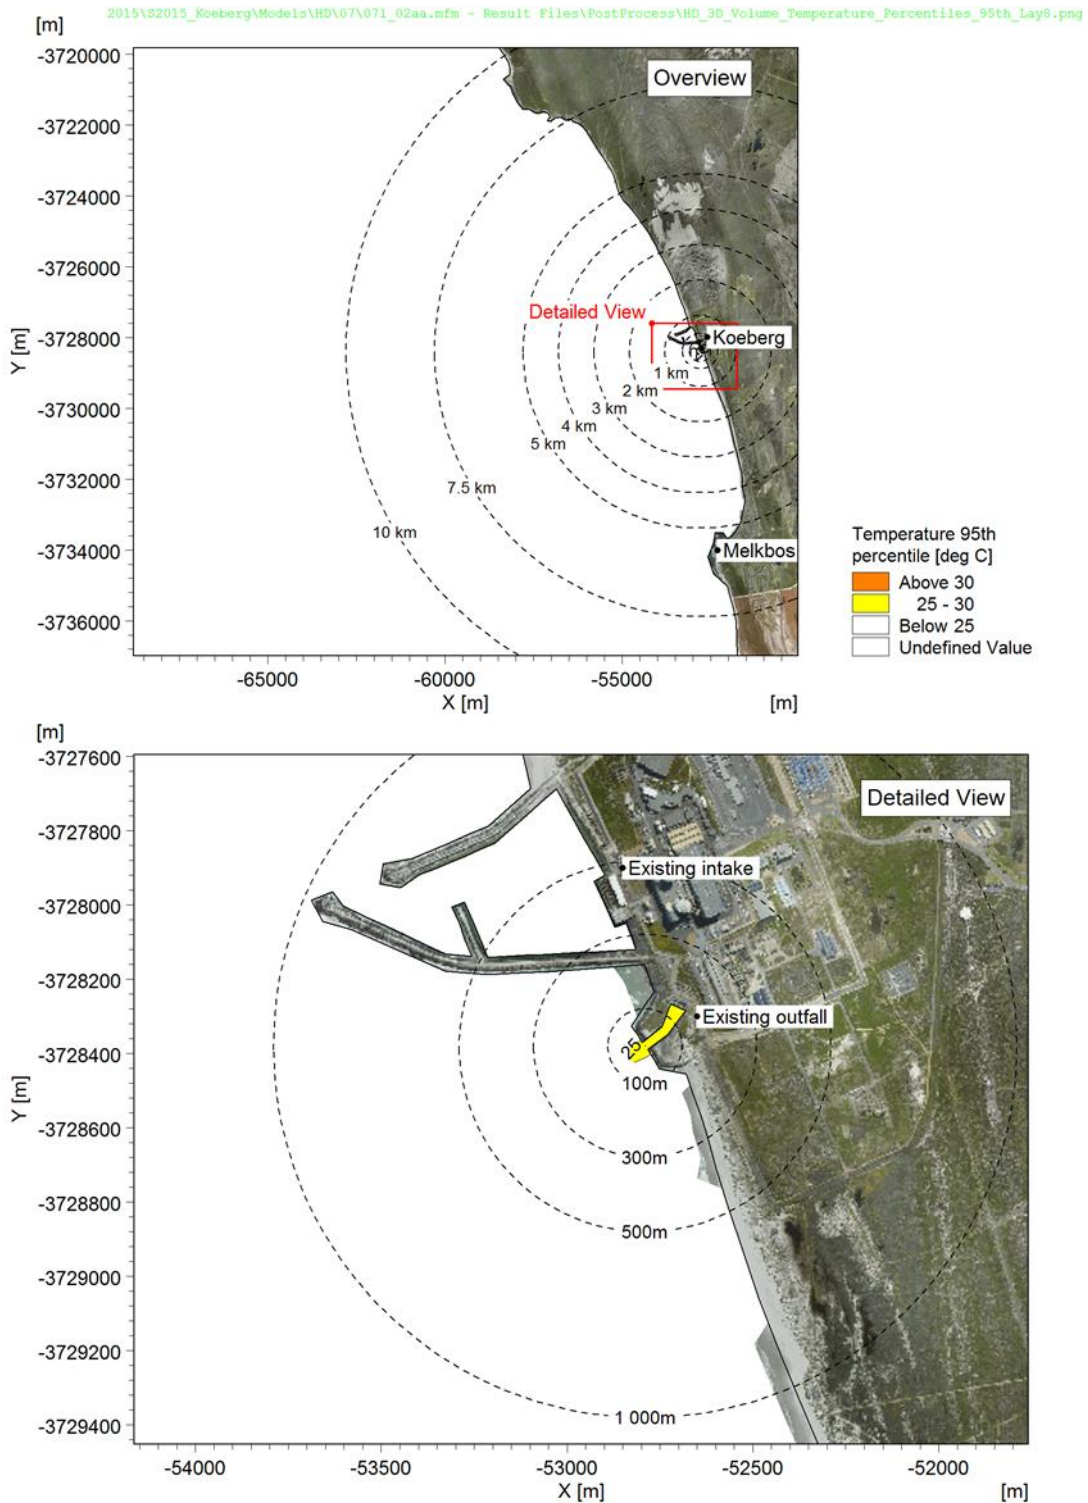 2015\S2015_Koeberg\Models\HD\07\071_02aa.mfm - Result Files\PostProcess\HD_3D_Volume_Temperature_Percentiles_95th_Lay8.png
[m]
-3720000
Overview
-3722000
-3724000
-3726000
Detailed View
-3728000
Koeberg
1 km
2 km
-3730000
3 km
4 km
5 km
-3732000
7.5 km
10 km
-3734000
Melkbos
-3736000
Y [m]
-65000
-60000
-55000
X [m]
[m]
Temperature 95th
percentile [deg C]
Above 30
25 - 30
Below 25
Undefined Value
[m]
-3727600
Detailed View
-3727800
Existing intake
-3728000
-3728200
Existing outfall
-3728400
25
100m
-3728600
300m
-3728800
500m
-3729000
-3729200
-3729400
1 000m
Y [m]
-54000
-53500
-53000
-52500
-52000
X [m]
[m]